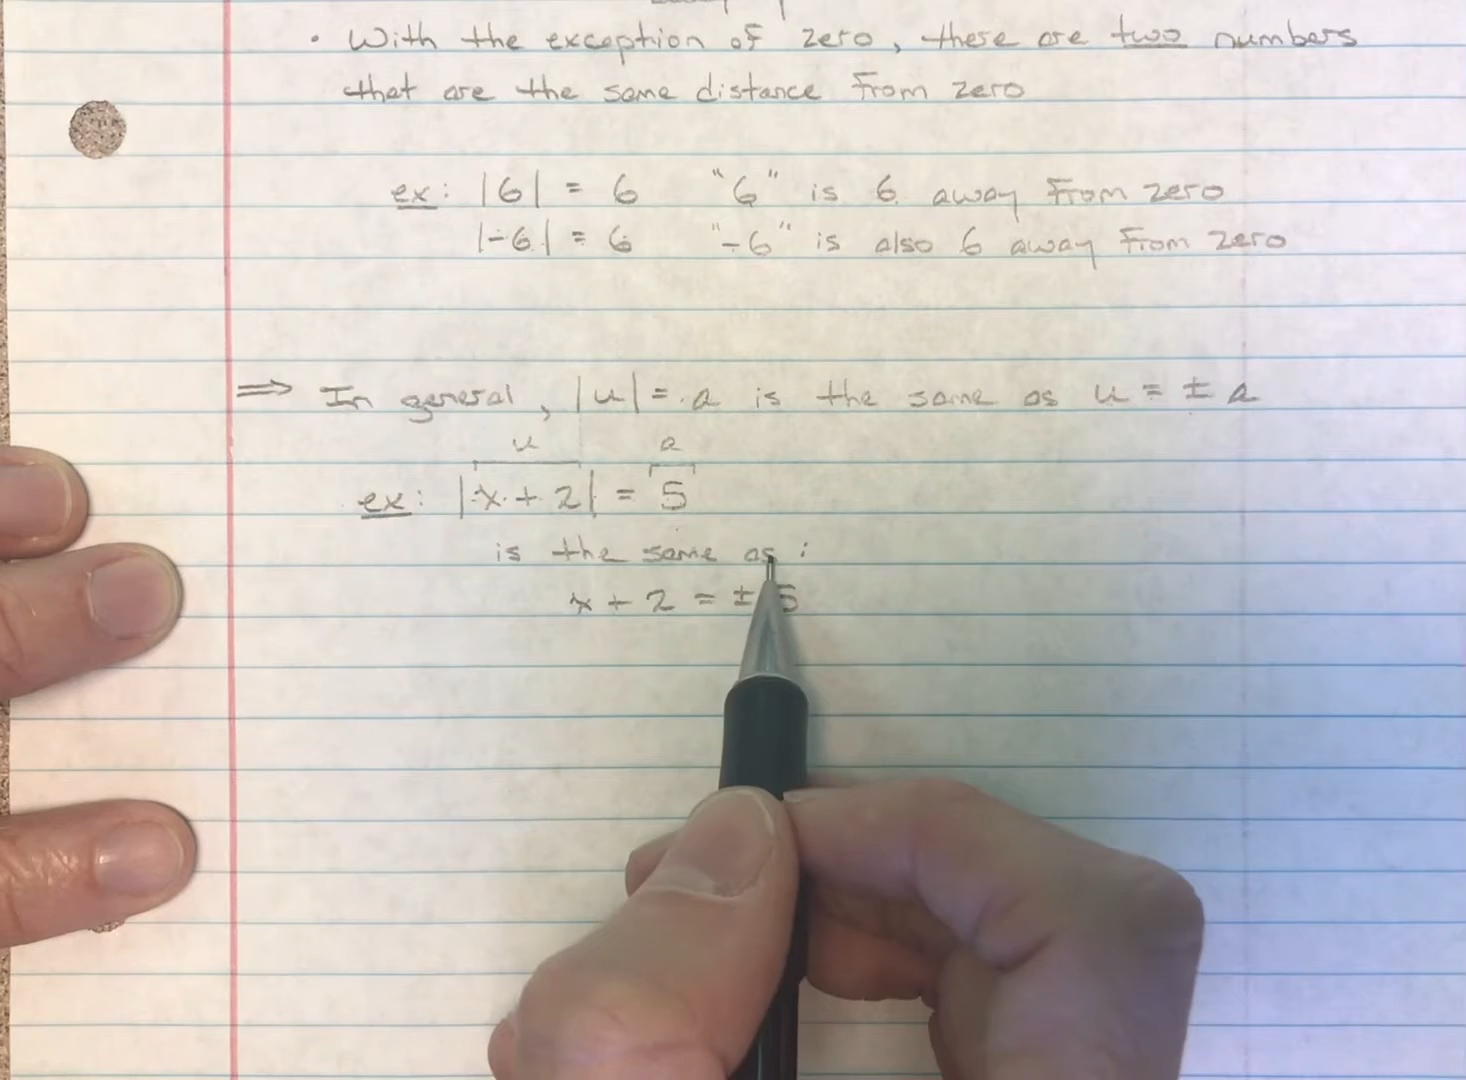 • With the exception of zero, there are two numbers
that are the same distance from zero
ex: |6| = 6 "6" is 6 away from zero
|-6| = 6 "-6" is also 6 away from zero
⇒ In general, |u| = a is the same as u = ± a
u a
ex: |x + 2| = 5
is the same as:
x + 2 = ± 5